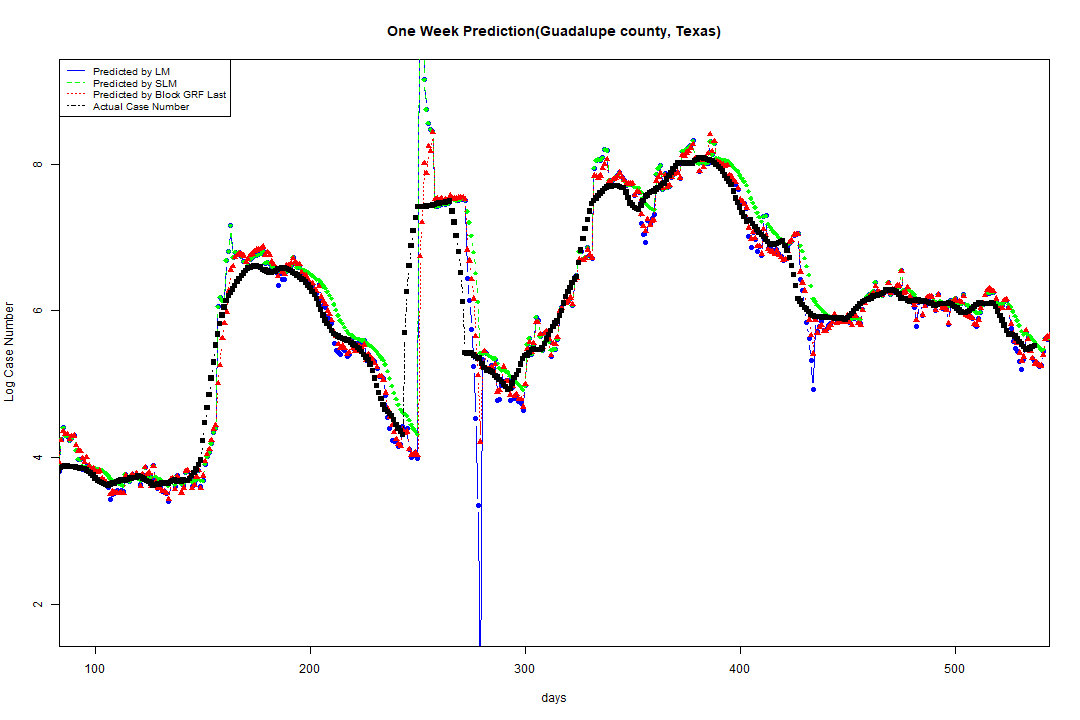 One Week Prediction(Guadalupe county, Texas)
Predicted by LM
Predicted by SLM
Predicted by Block GRF Last
Actual Case Number
Log Case Number
8
6
4
2
100 200 300 400 500
days